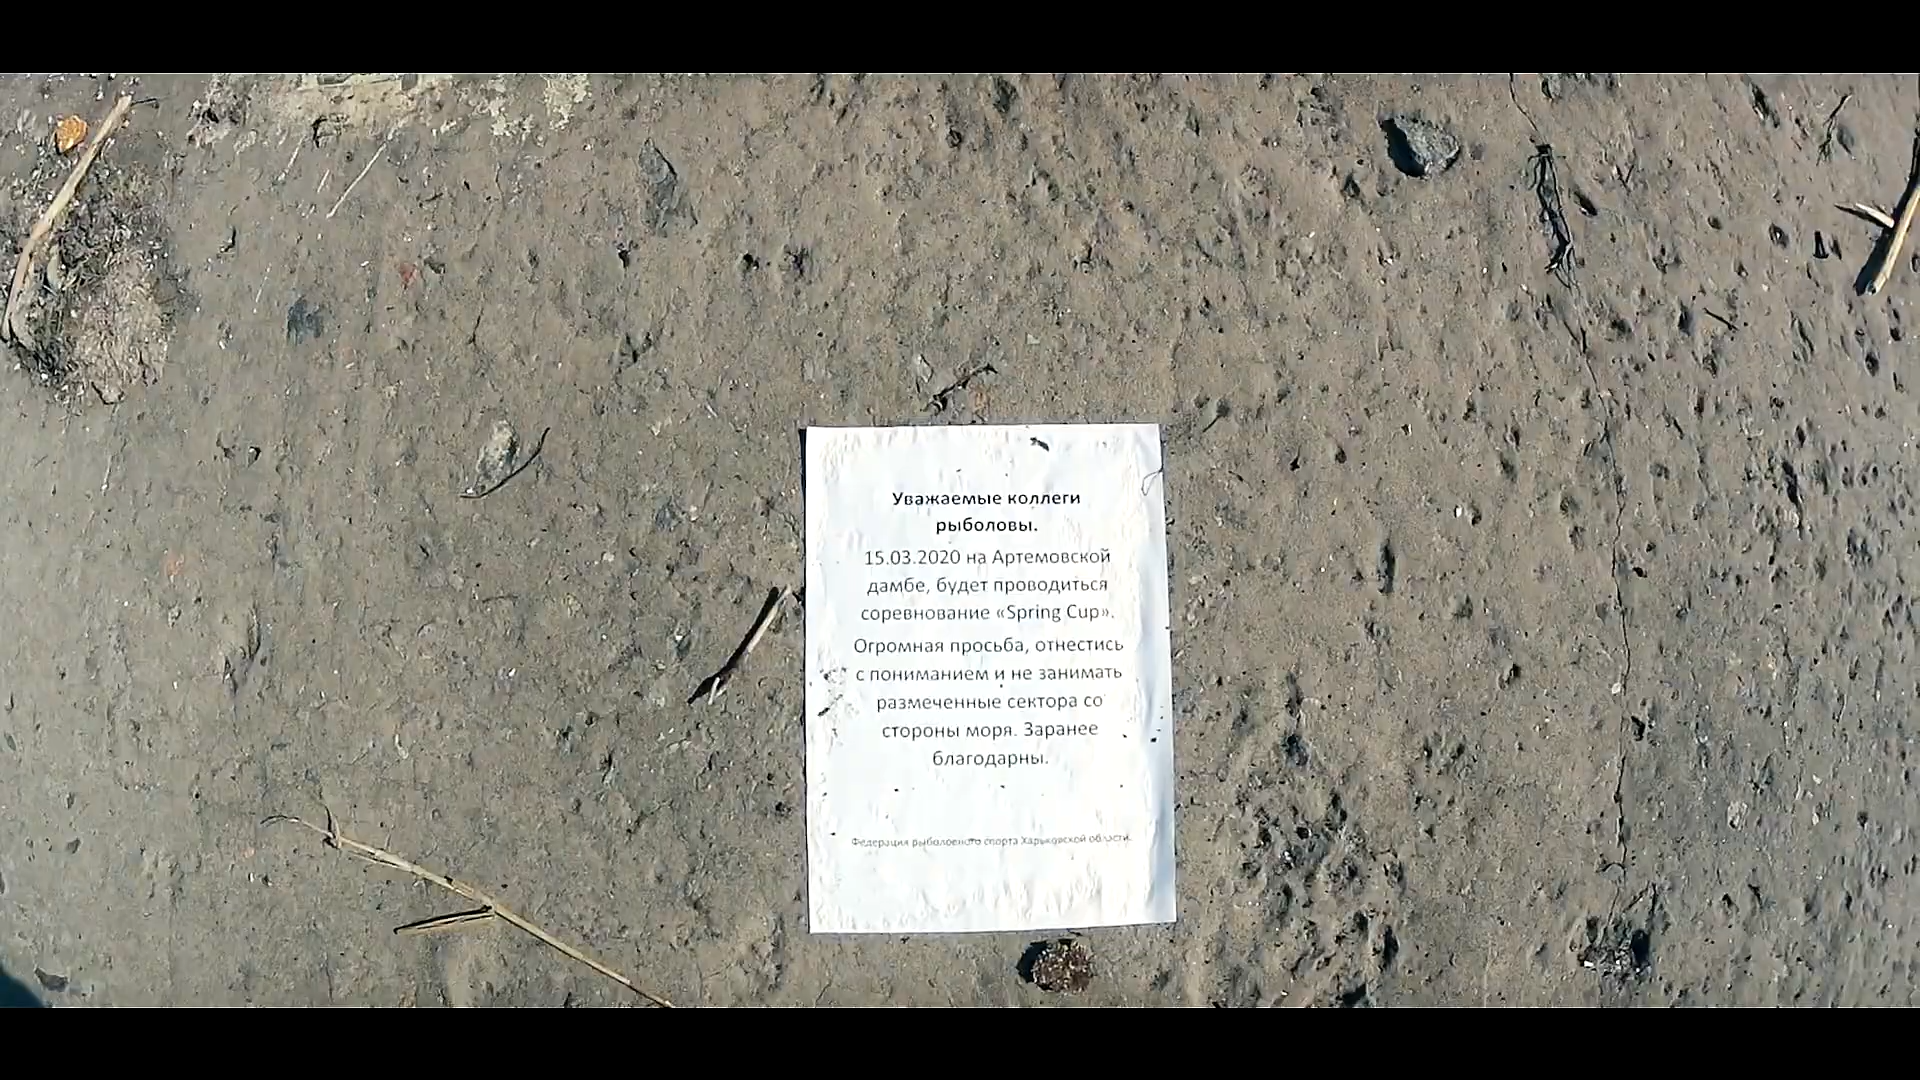 Уважаемые коллеги
рыболовы.
15.03.2020 на Артемовской
дамбе, будет проводиться
соревнование «Spring Cup».
Огромная просьба, отнестись
с пониманием и не занимать
размеченные сектора со
стороны моря. Заранее
благодарны.
Федерация рыболовного спорта Харьковской области.